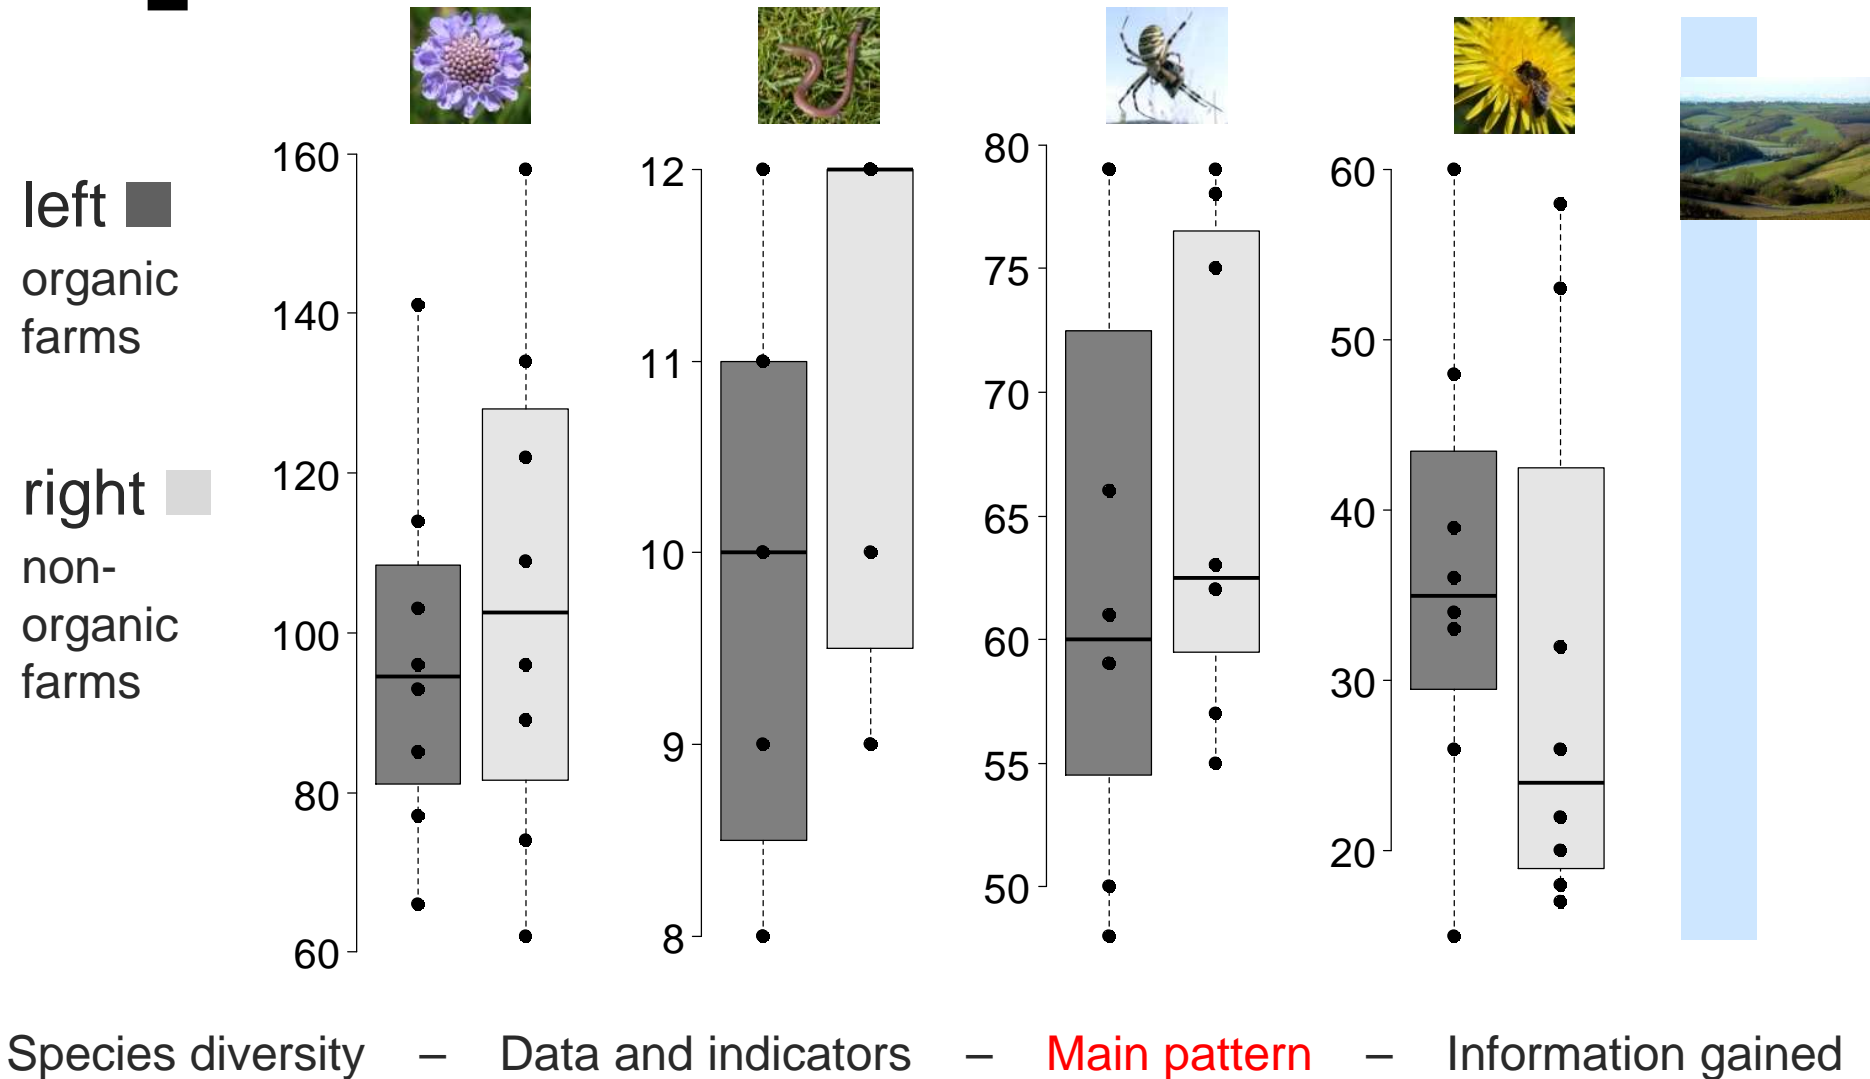 left
organic
farms
right
non-
organic
farms
160
140
120
100
80
60
12
11
10
9
8
80
75
70
65
60
55
50
60
50
40
30
20
Species diversity – Data and indicators – Main pattern – Information gained